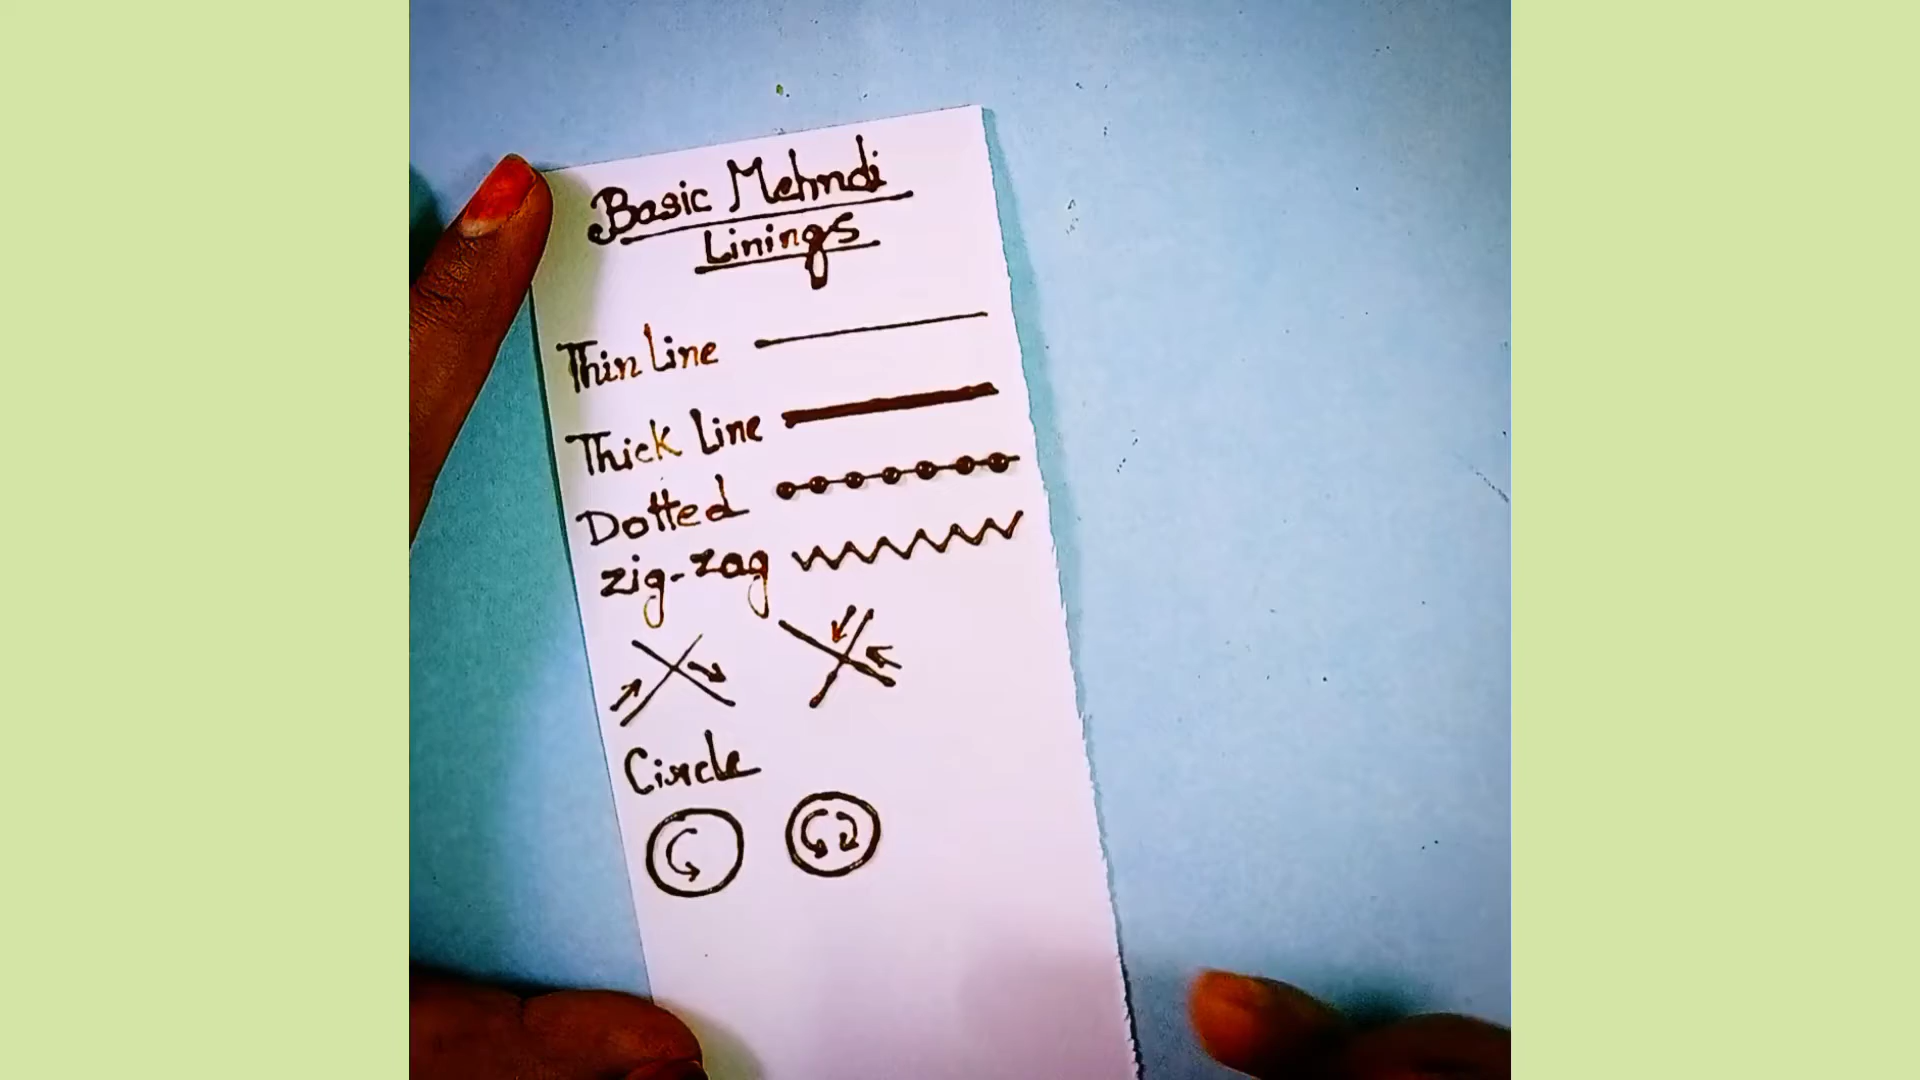 Basic Mehndi
Linings
Thin Line
Thick Line
Dotted
zig-zag
Circle